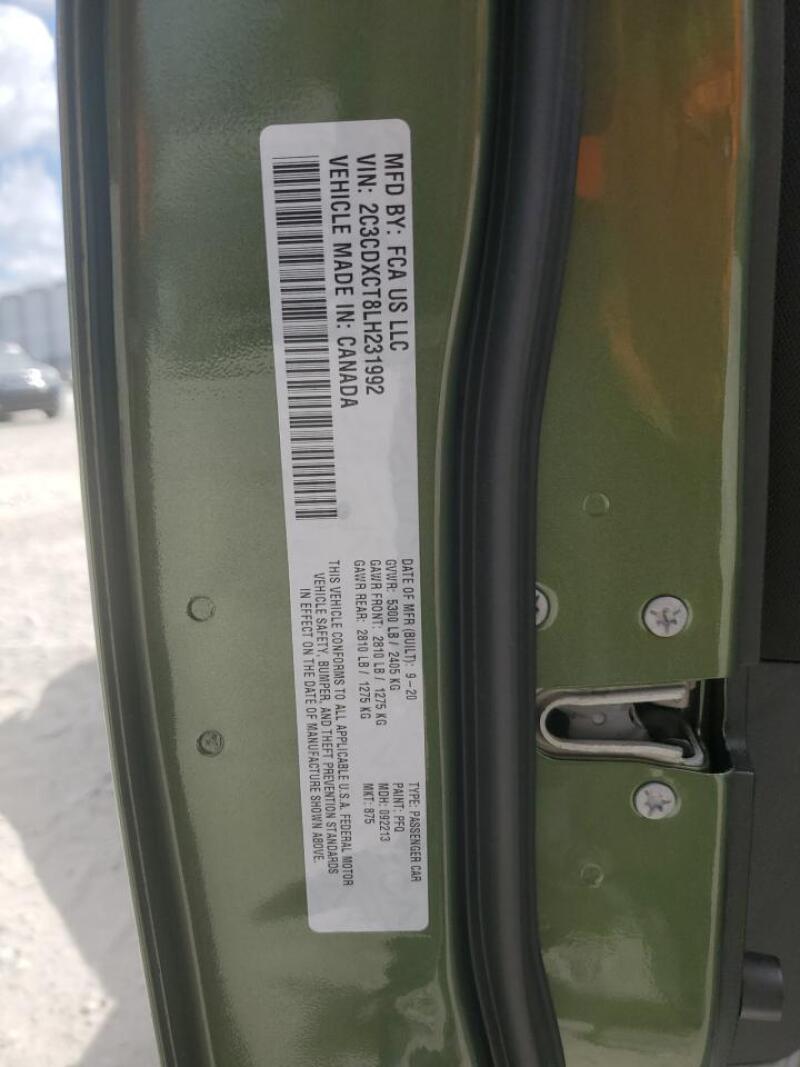 MFD BY: FCA US LLC
VIN: 2C3CDXCT8LH231992
VEHICLE MADE IN: CANADA
DATE OF MFR (BUILT): 9-20
GVWR: 5300 LB / 2405 KG
GAWR FRONT: 2810 LB / 1275 KG
GAWR REAR: 2810 LB / 1275 KG
TYPE: PASSENGER CAR
PAINT: PFQ
MDH: 092213
MKT: 875
THIS VEHICLE CONFORMS TO ALL APPLICABLE U.S.A. FEDERAL MOTOR
VEHICLE SAFETY, BUMPER, AND THEFT PREVENTION STANDARDS
IN EFFECT ON THE DATE OF MANUFACTURE SHOWN ABOVE.